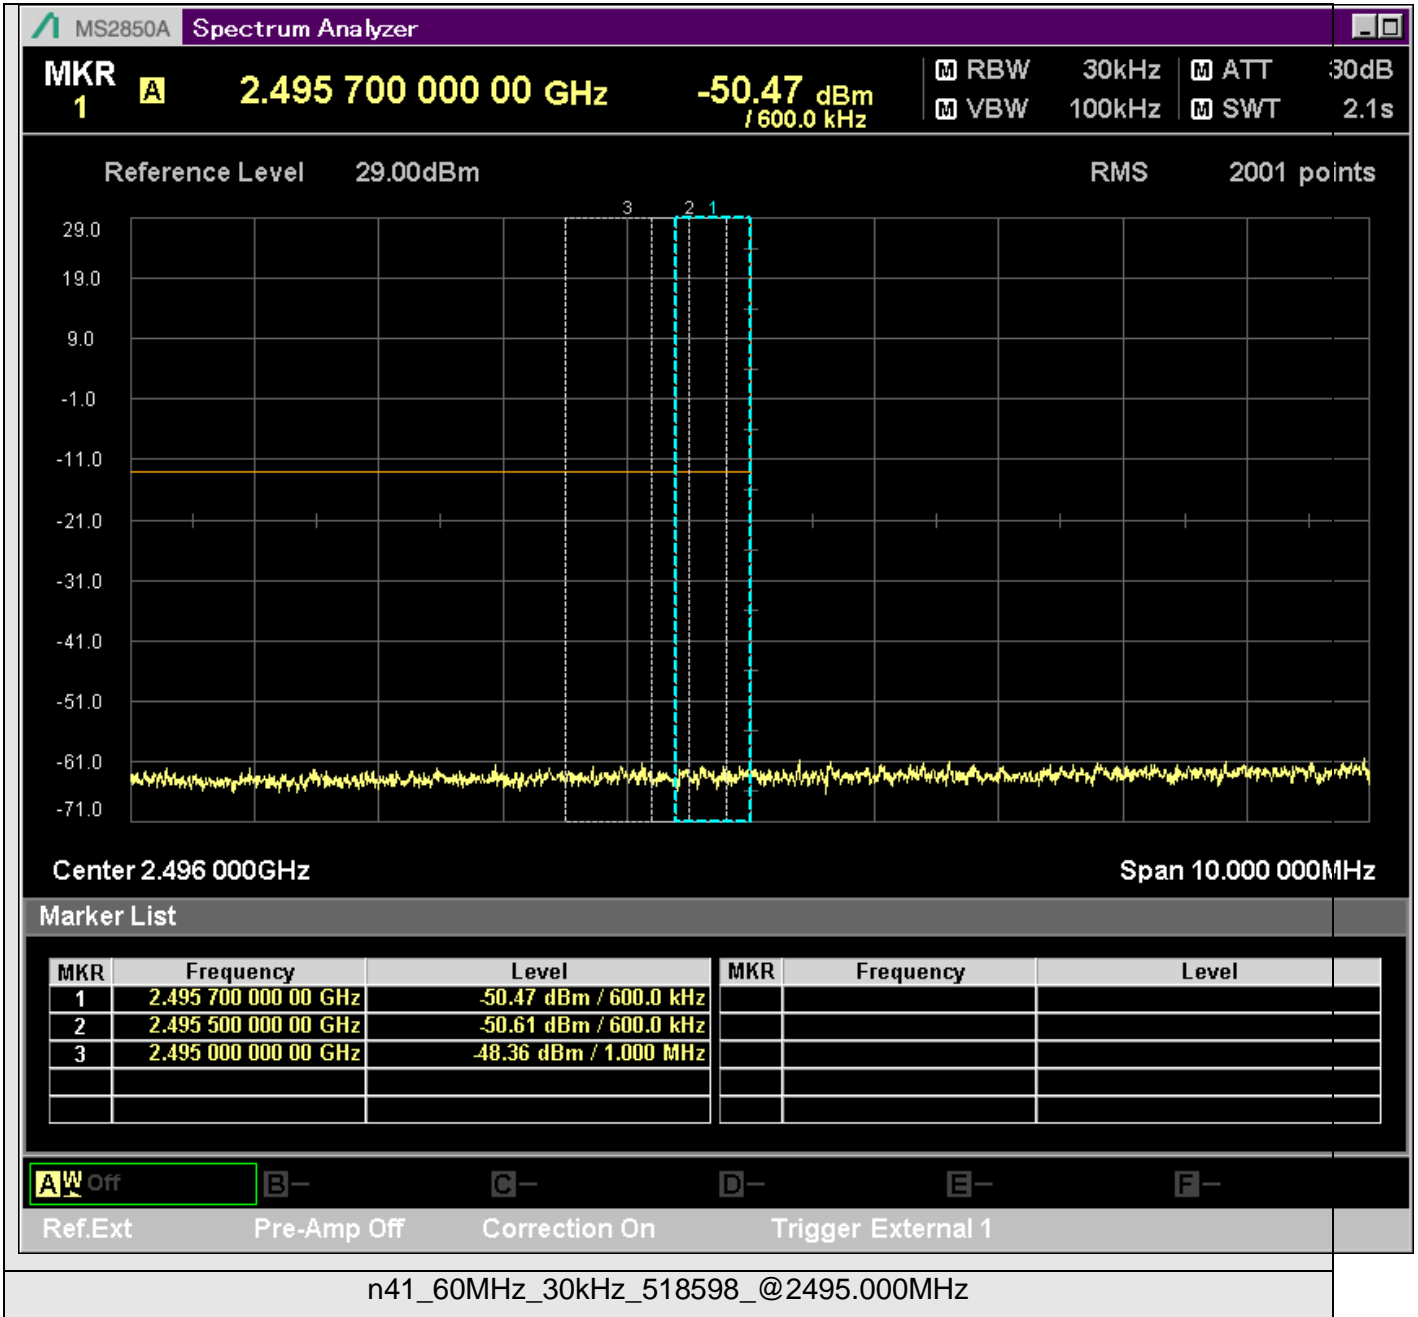 MS2850A Spectrum Analyzer
MKR 1 A 2.495 700 000 00 GHz -50.47 dBm / 600.0 kHz
M RBW 30kHz M ATT 30dB
M VBW 100kHz M SWT 2.1s
Reference Level 29.00dBm RMS 2001 points
3 2 1
29.0
19.0
9.0
-1.0
-11.0
-21.0
-31.0
-41.0
-51.0
-61.0
-71.0
Center 2.496 000GHz Span 10.000 000MHz
Marker List
MKR Frequency Level MKR Frequency Level
1 2.495 700 000 00 GHz -50.47 dBm / 600.0 kHz
2 2.495 500 000 00 GHz -50.61 dBm / 600.0 kHz
3 2.495 000 000 00 GHz -48.36 dBm / 1.000 MHz
A W Off B- C- D- E- F-
Ref.Ext Pre-Amp Off Correction On Trigger External 1
n41_60MHz_30kHz_518598_@2495.000MHz